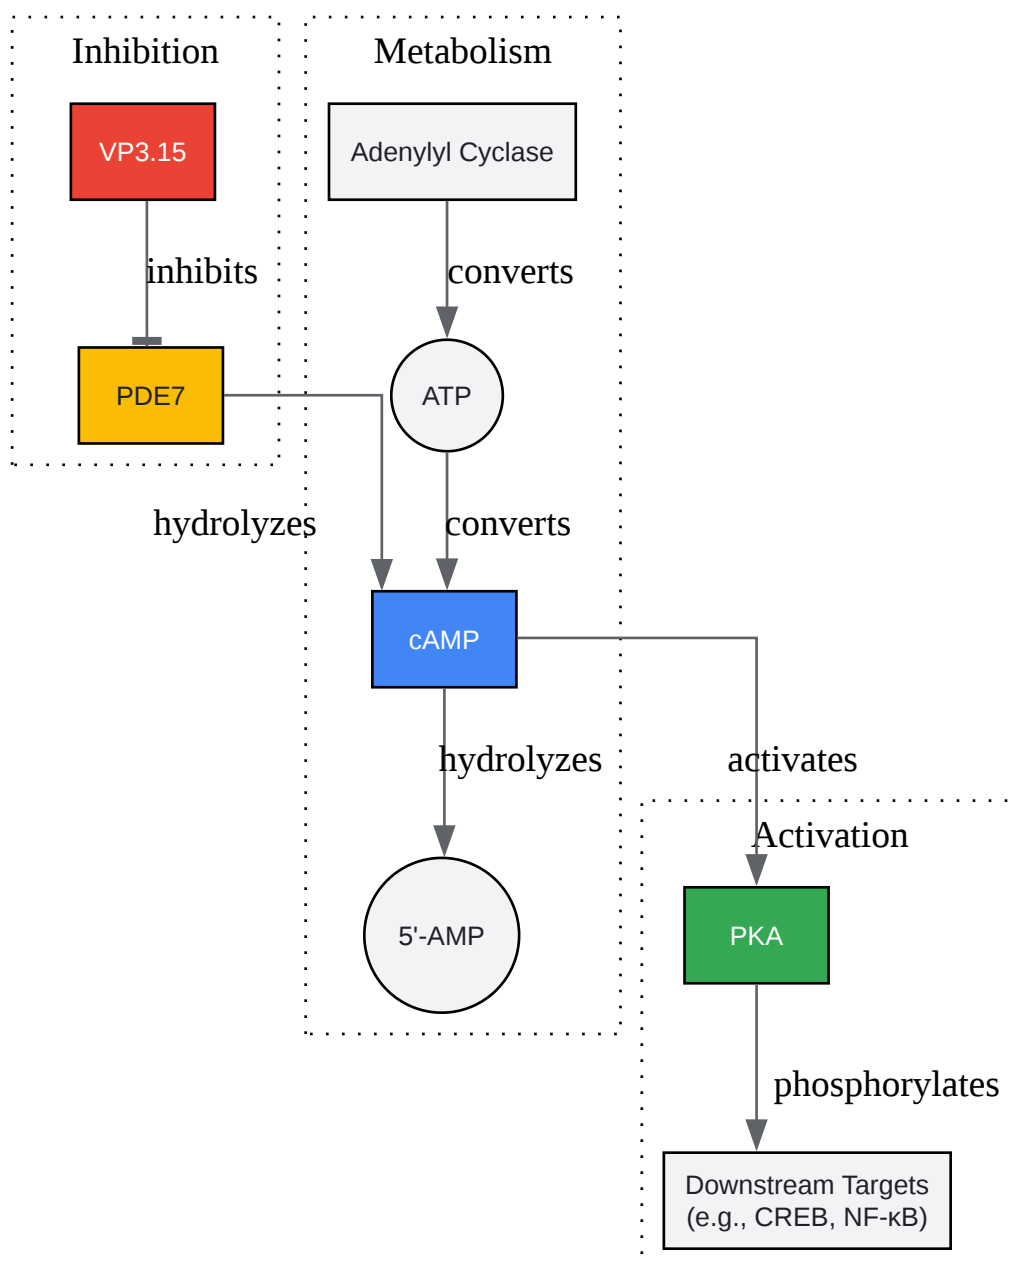 Inhibition
Metabolism
VP3.15
Adenylyl Cyclase
inhibits
converts
PDE7
ATP
hydrolyzes
converts
cAMP
hydrolyzes
activates
Activation
5'-AMP
PKA
phosphorylates
Downstream Targets
(e.g., CREB, NF-κB)